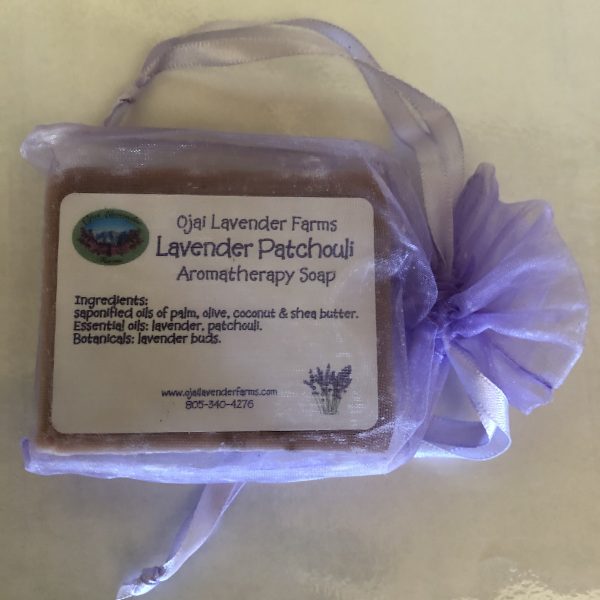 Ojai Lavender Farms
Lavender Patchouli
Aromatherapy Soap
Ingredients:
saponified oils of palm, olive, coconut & shea butter.
Essential oils: lavender, patchouli.
Botanicals: lavender buds.
www.ojailavenderfarms.com
805-340-4276